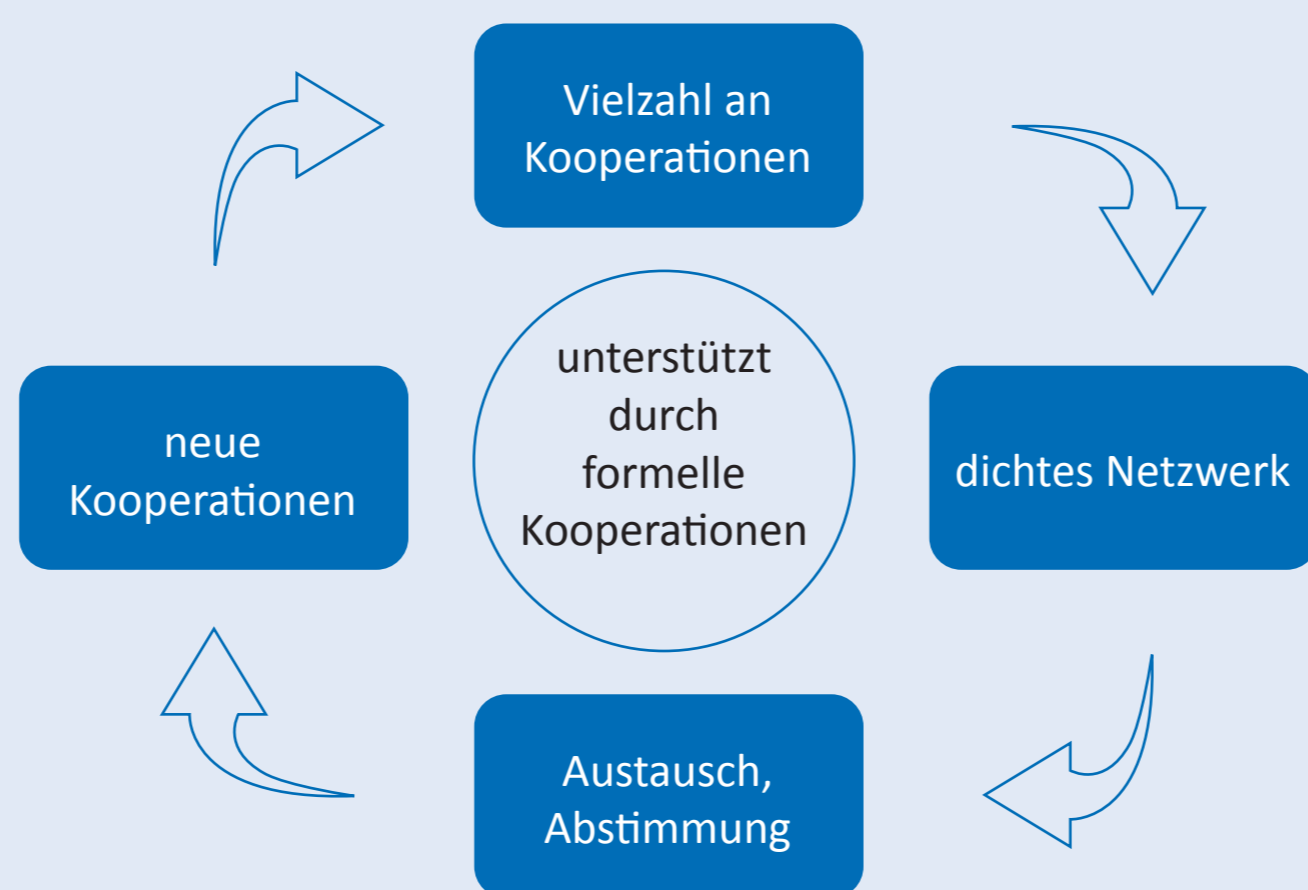 Vielzahl an
Kooperationen
dichtes Netzwerk
Austausch,
Abstimmung
neue
Kooperationen
unterstützt
durch
formelle
Kooperationen